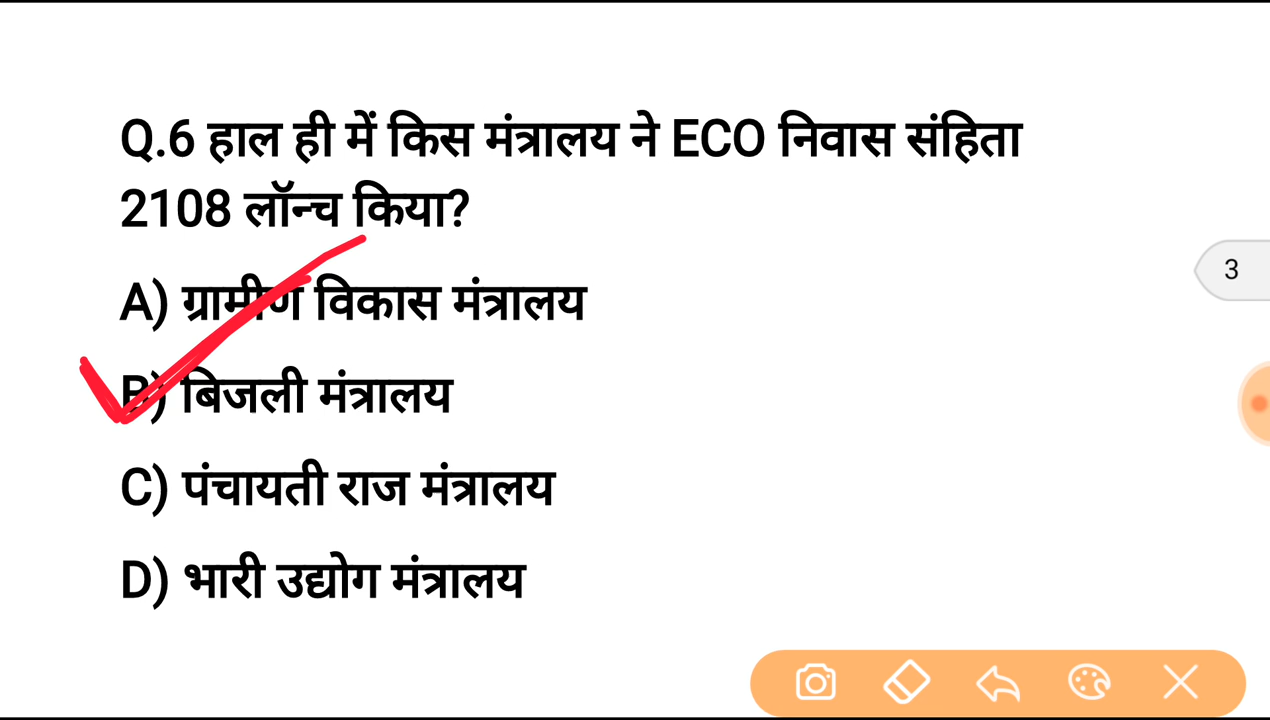 Q.6 हाल ही में किस मंत्रालय ने ECO निवास संहिता
2108 लॉन्च किया?
A) ग्रामीण विकास मंत्रालय
3
B) बिजली मंत्रालय
C) पंचायती राज मंत्रालय
D) भारी उद्योग मंत्रालय